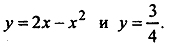 y = 2x − x² и y = 3/4.